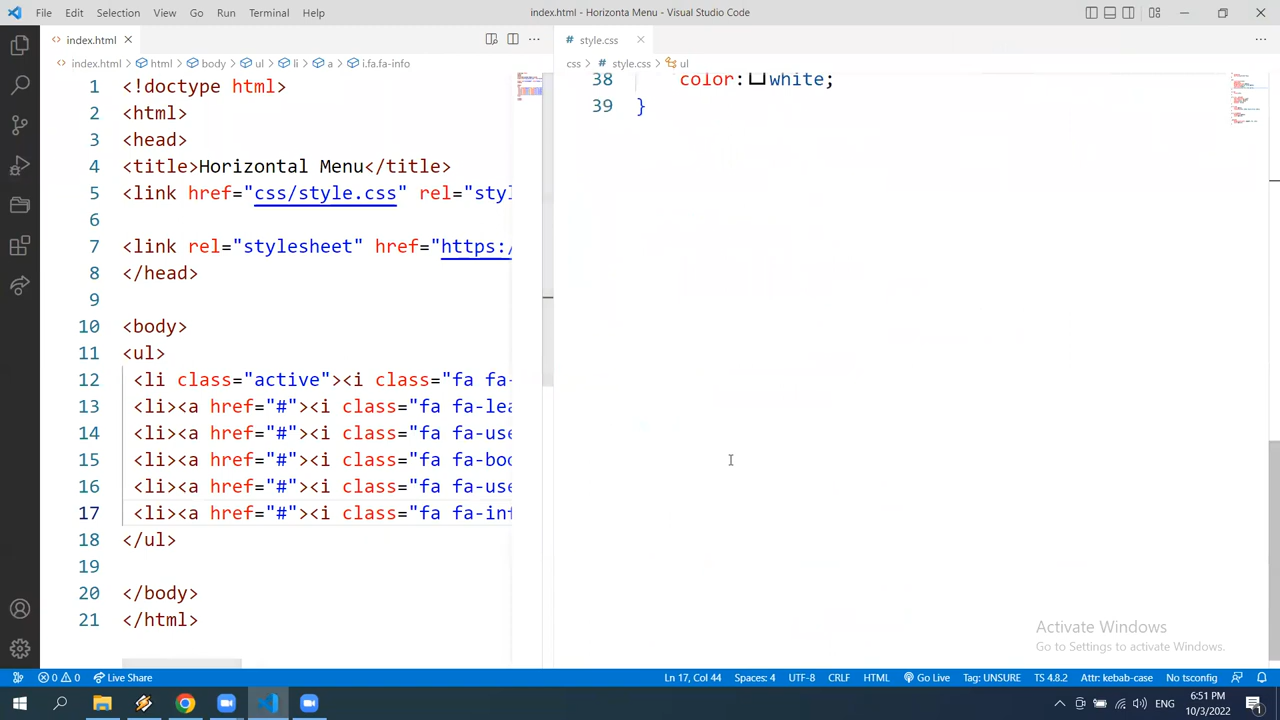 File Edit Selection View Go Run Terminal Help index.html - Horizonta Menu - Visual Studio Code
index.html
index.html > html > body > ul > li > a > i.fa.fa-info
1 <!doctype html>
2 <html>
3 <head>
4 <title>Horizontal Menu</title>
5 <link href="css/style.css" rel="sty
6
7 <link rel="stylesheet" href="https:/
8 </head>
9
10 <body>
11 <ul>
12 <li class="active"><i class="fa fa-
13 <li><a href="#"><i class="fa fa-lea
14 <li><a href="#"><i class="fa fa-use
15 <li><a href="#"><i class="fa fa-boo
16 <li><a href="#"><i class="fa fa-use
17 <li><a href="#"><i class="fa fa-inf
18 </ul>
19
20 </body>
21 </html>
style.css
css > style.css > ul
38 color: white;
39 }
Activate Windows
Go to Settings to activate Windows.
0 0 Live Share Ln 17, Col 44 Spaces: 4 UTF-8 CRLF HTML Go Live Tag: UNSURE TS 4.8.2 Attr: kebab-case No tsconfig
ENG 6:51 PM
10/3/2022 1